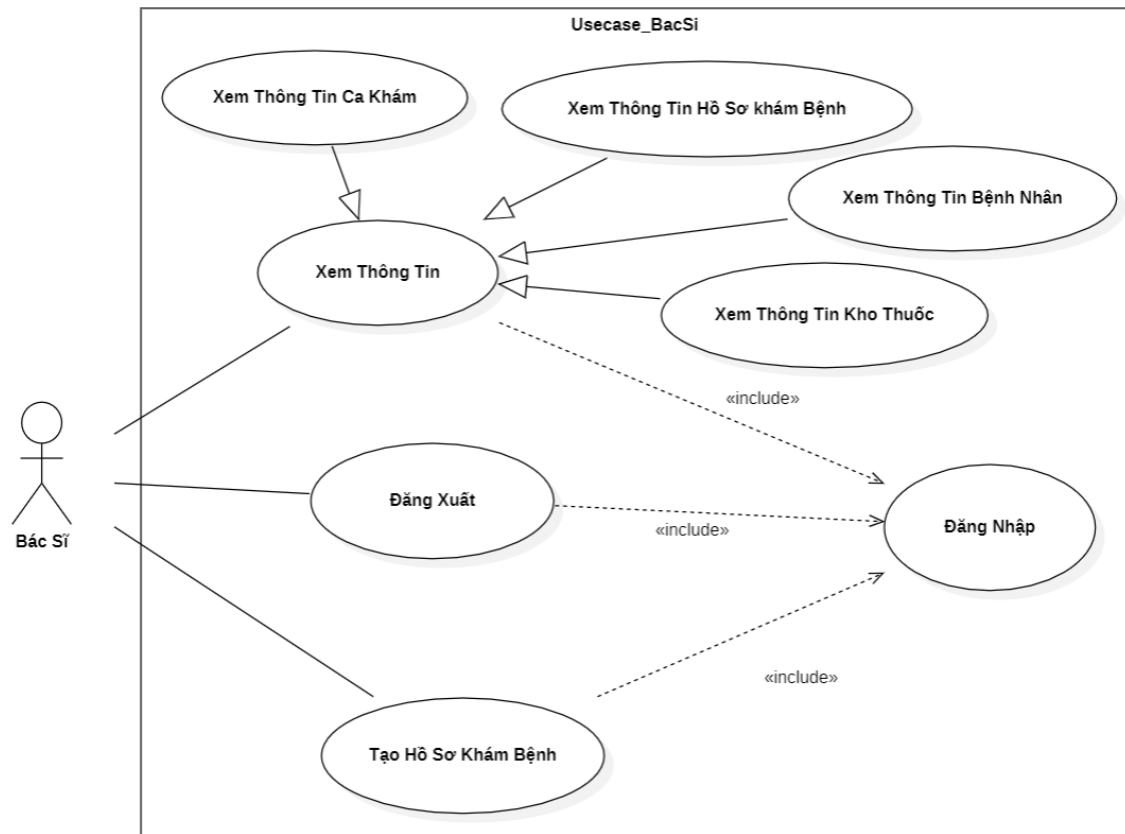 Usecase_BacSi
Xem Thông Tin Ca Khám
Xem Thông Tin Hồ Sơ khám Bệnh
Xem Thông Tin Bệnh Nhân
Xem Thông Tin
Xem Thông Tin Kho Thuốc
«include»
Đăng Xuất
«include»
Đăng Nhập
Bác Sĩ
«include»
Tạo Hồ Sơ Khám Bệnh